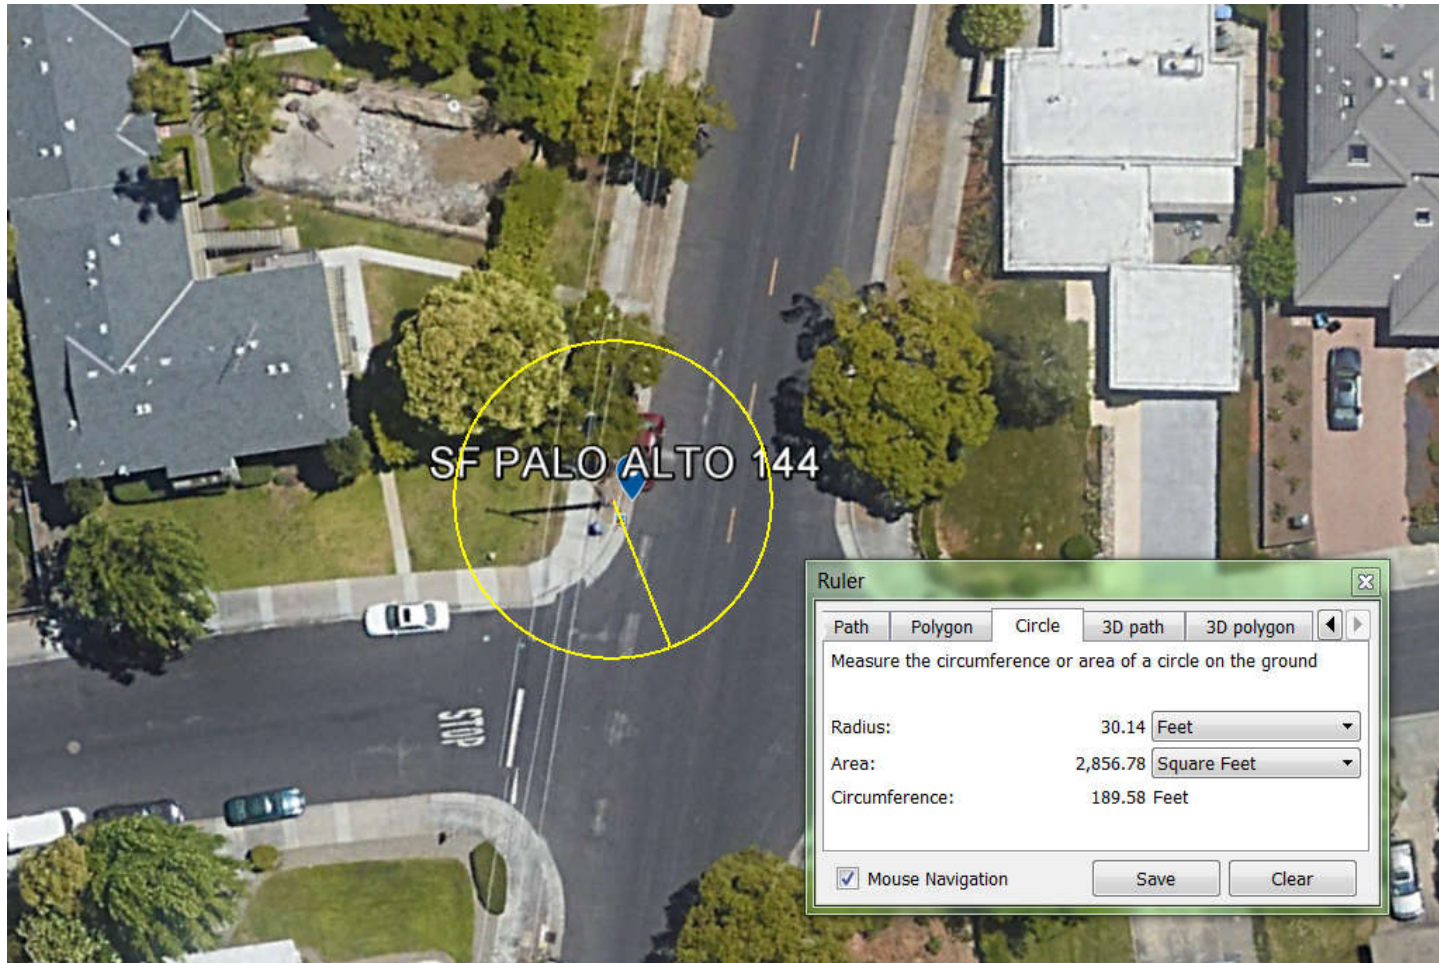 SF PALO ALTO 144
STOP
Ruler
Path Polygon Circle 3D path 3D polygon
Measure the circumference or area of a circle on the ground
Radius: 30.14 Feet
Area: 2,856.78 Square Feet
Circumference: 189.58 Feet
Mouse Navigation Save Clear